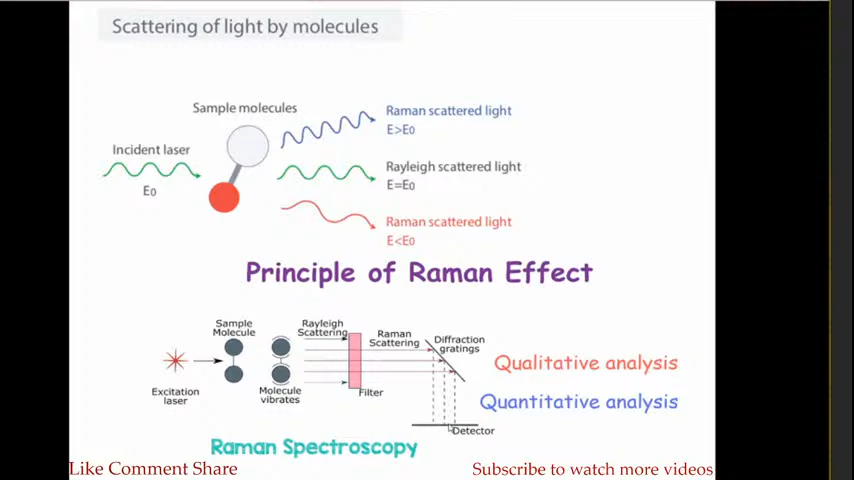 Scattering of light by molecules
Sample molecules
Raman scattered light
E>E0
Incident laser
E0
Rayleigh scattered light
E=E0
Raman scattered light
E<E0
Principle of Raman Effect
Sample
Molecule
Rayleigh
Scattering
Raman
Scattering
Diffraction
gratings
Excitation
laser
Molecule
vibrates
Filter
Detector
Qualitative analysis
Quantitative analysis
Raman Spectroscopy
Like Comment Share
Subscribe to watch more videos